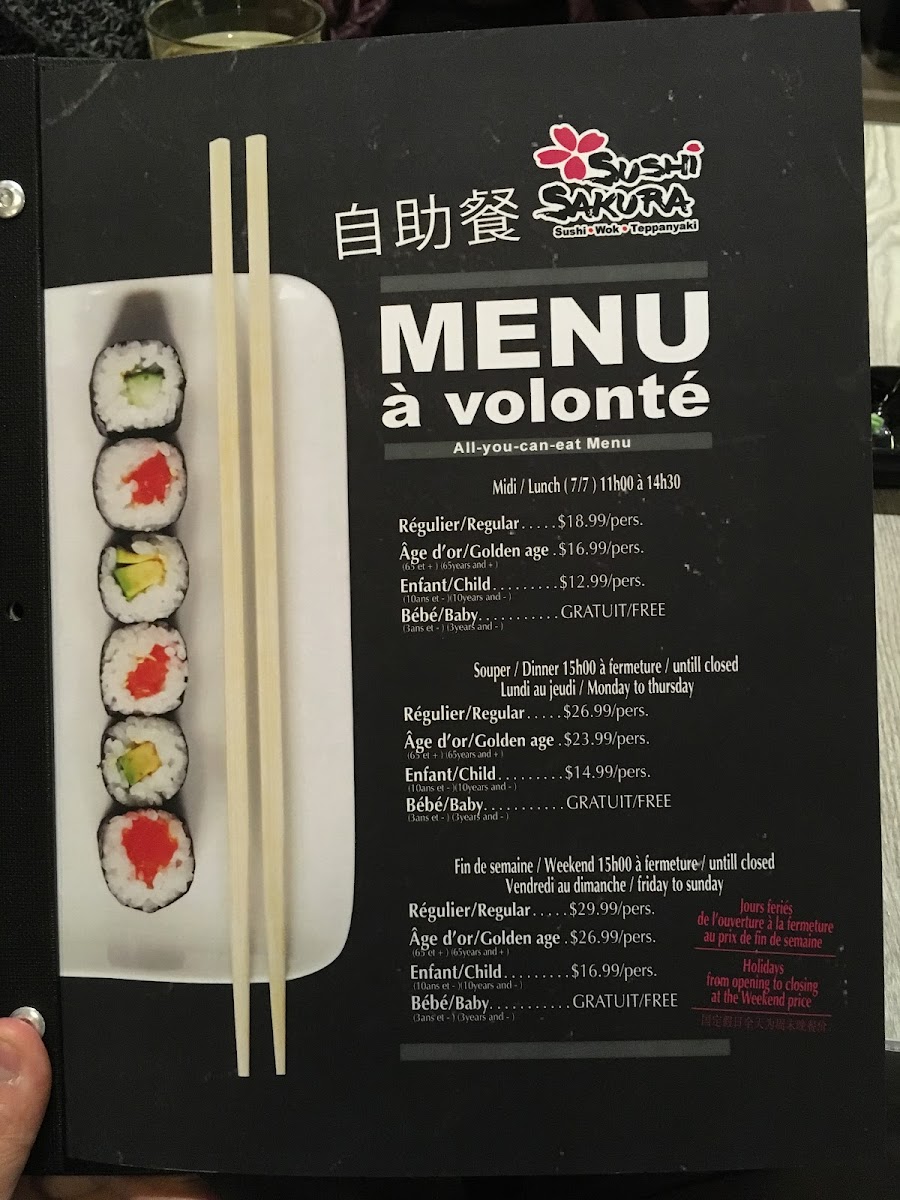 自助餐
SUSHI
SAKURA
Sushi • Wok • Teppanyaki
MENU
à volonté
All-you-can-eat Menu
Midi / Lunch ( 7/7 ) 11h00 à 14h30
Régulier/Regular.....$18.99/pers.
Âge d'or/Golden age .$16.99/pers.
(65 et + ) (65years and + )
Enfant/Child.........$12.99/pers.
(10ans et - )(10years and - )
Bébé/Baby...........GRATUIT/FREE
(3ans et - ) (3years and - )
Souper / Dinner 15h00 à fermeture / untill closed
Lundi au jeudi / Monday to thursday
Régulier/Regular.....$26.99/pers.
Âge d'or/Golden age .$23.99/pers.
(65 et + ) (65years and + )
Enfant/Child.........$14.99/pers.
(10ans et - )(10years and - )
Bébé/Baby...........GRATUIT/FREE
(3ans et - ) (3years and - )
Fin de semaine / Weekend 15h00 à fermeture / untill closed
Vendredi au dimanche / friday to sunday
Régulier/Regular.....$29.99/pers.
Âge d'or/Golden age .$26.99/pers.
(65 et + ) (65years and + )
Enfant/Child.........$16.99/pers.
(10ans et - )(10years and - )
Bébé/Baby...........GRATUIT/FREE
(3ans et - ) (3years and - )
Jours feriés
de l'ouverture à la fermeture
au prix de fin de semaine
Holidays
from opening to closing
at the Weekend price